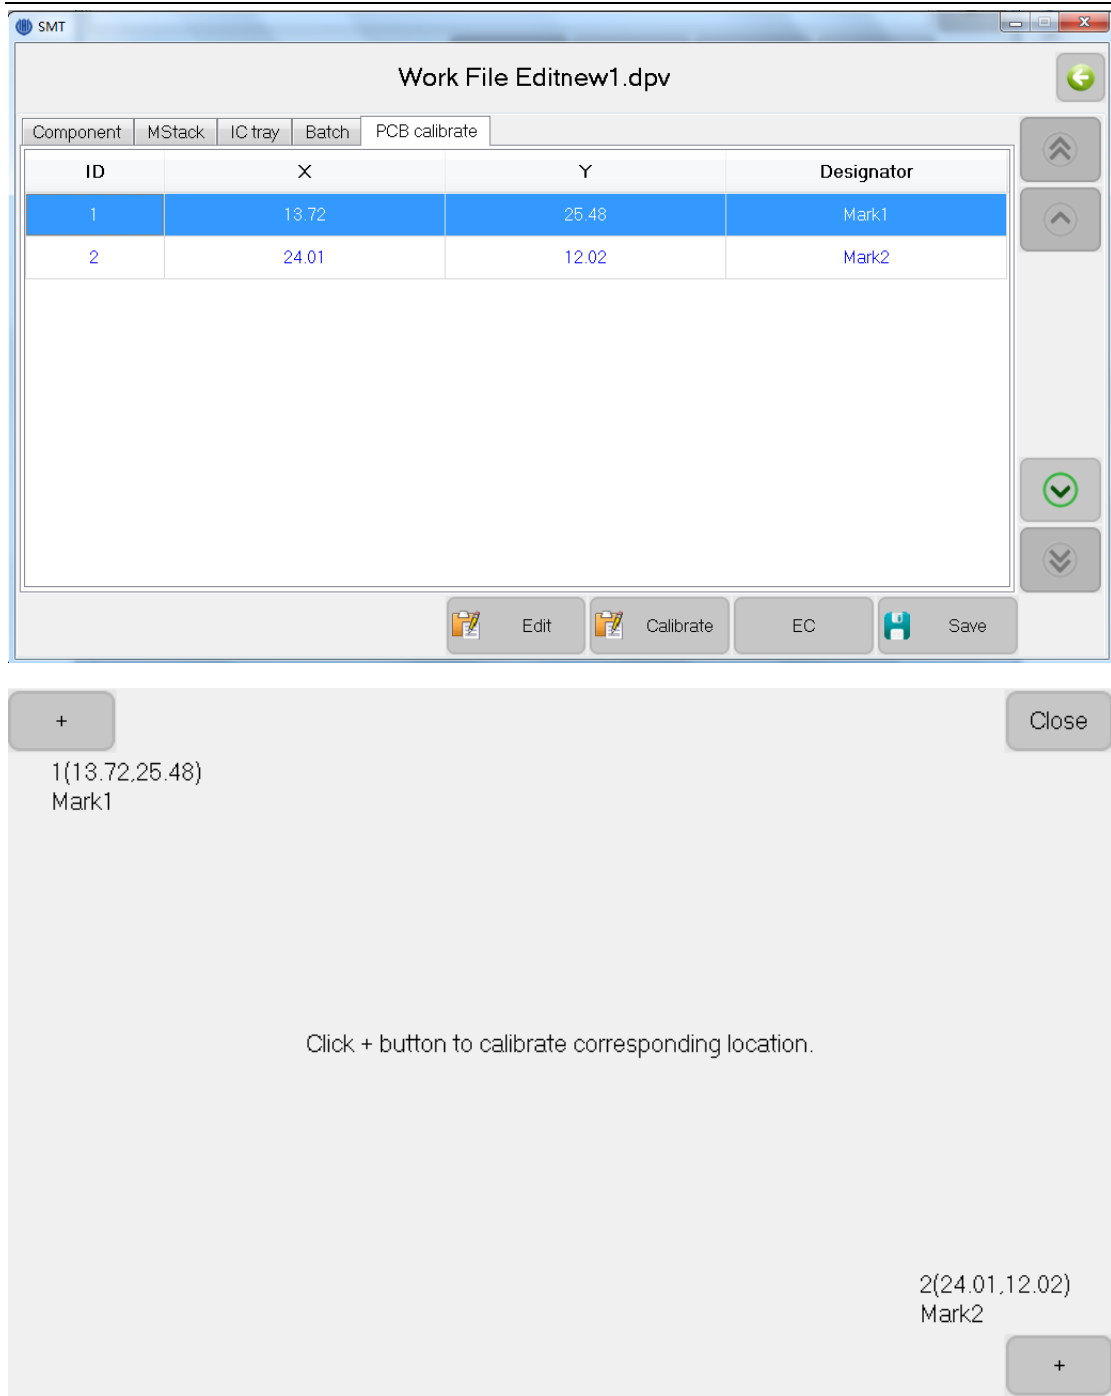 SMT
Work File Editnew1.dpv
Component MStack IC tray Batch PCB calibrate
ID X Y Designator
1 13.72 25.48 Mark1
2 24.01 12.02 Mark2
Edit Calibrate EC Save
+ Close
1(13.72,25.48)
Mark1
Click + button to calibrate corresponding location.
2(24.01,12.02)
Mark2
+